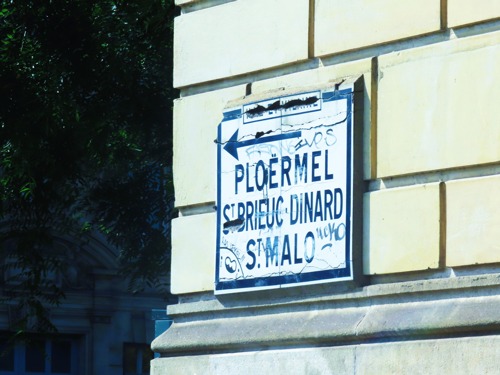 PLOËRMEL
ST BRIEUC · DINARD
ST MALO